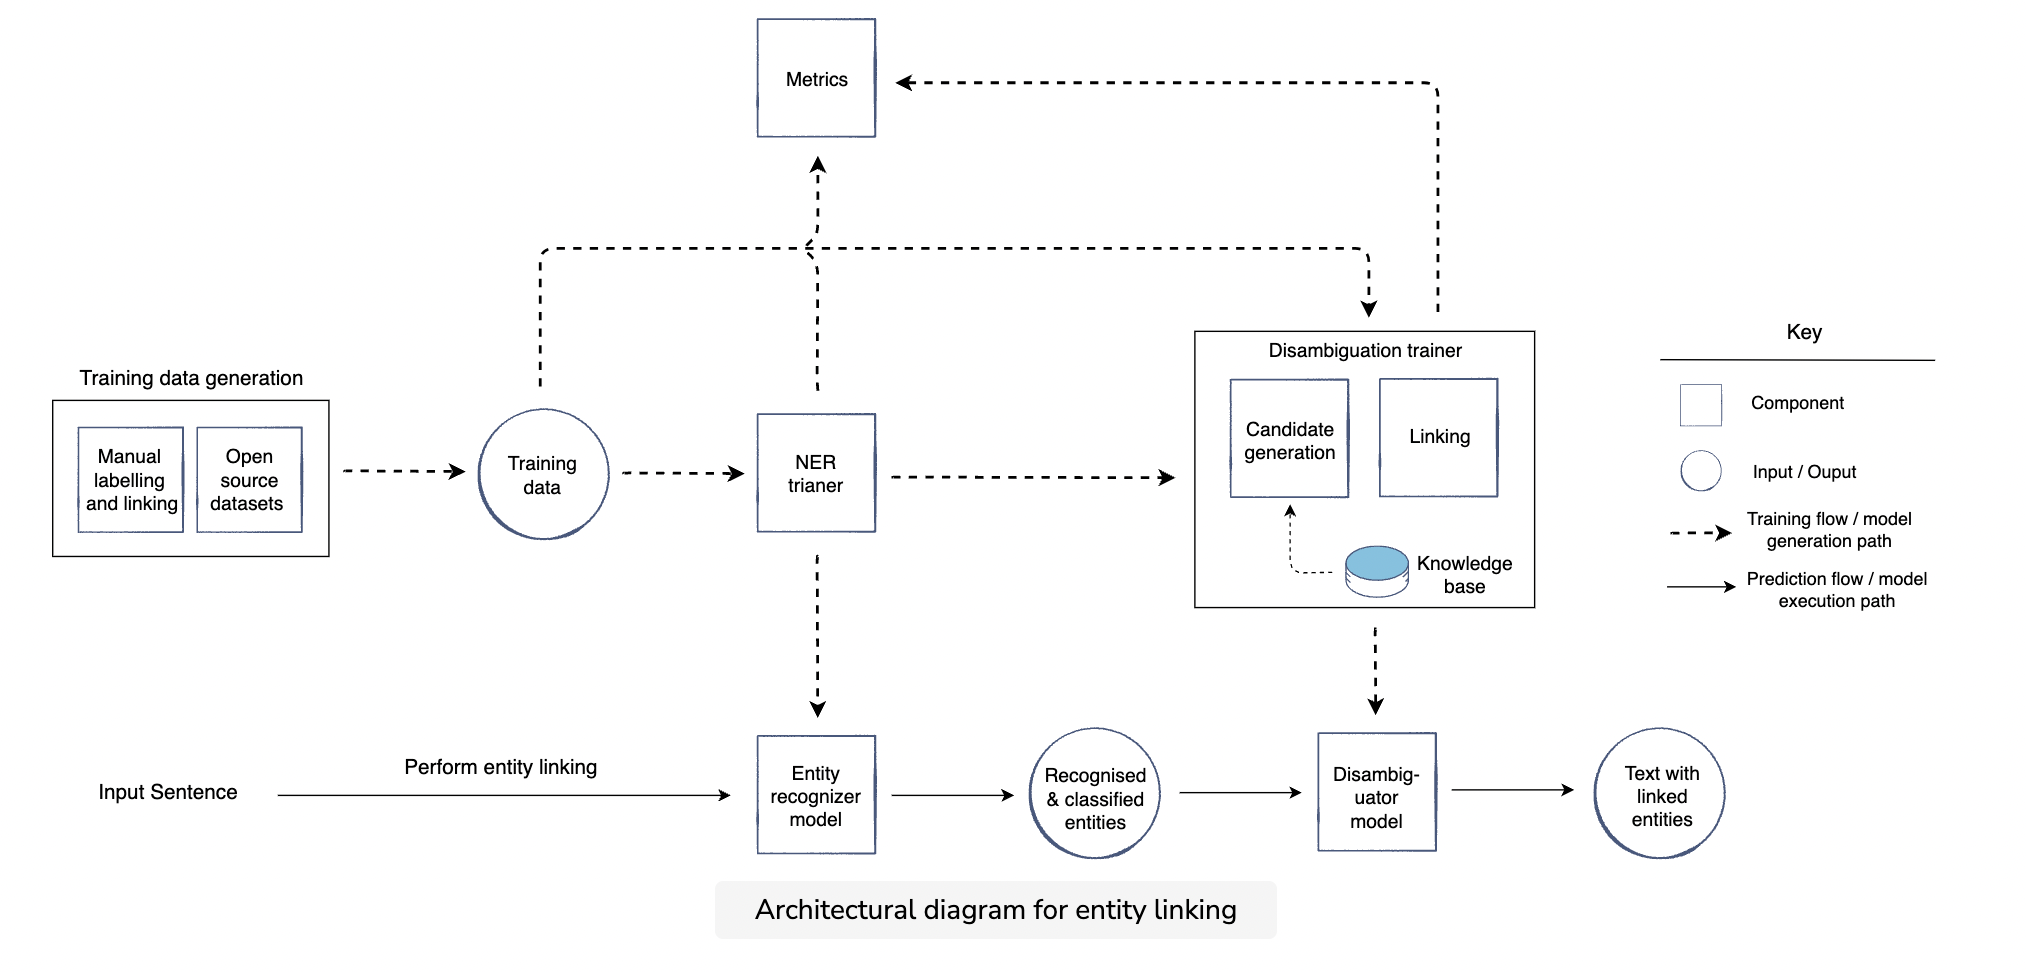 Metrics
Training data generation
Manual
labelling
and linking
Open
source
datasets
Training
data
NER
trianer
Disambiguation trainer
Candidate
generation
Linking
Knowledge
base
Key
Component
Input / Ouput
Training flow / model
generation path
Prediction flow / model
execution path
Input Sentence
Perform entity linking
Entity
recognizer
model
Recognised
& classified
entities
Disambig-
uator
model
Text with
linked
entities
Architectural diagram for entity linking